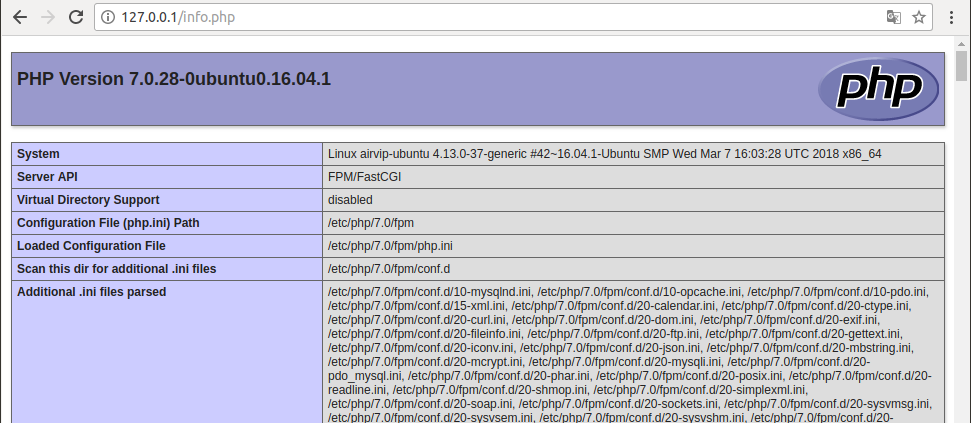 127.0.0.1/info.php
PHP Version 7.0.28-0ubuntu0.16.04.1
php
System Linux airvip-ubuntu 4.13.0-37-generic #42~16.04.1-Ubuntu SMP Wed Mar 7 16:03:28 UTC 2018 x86_64
Server API FPM/FastCGI
Virtual Directory Support disabled
Configuration File (php.ini) Path /etc/php/7.0/fpm
Loaded Configuration File /etc/php/7.0/fpm/php.ini
Scan this dir for additional .ini files /etc/php/7.0/fpm/conf.d
Additional .ini files parsed /etc/php/7.0/fpm/conf.d/10-mysqlnd.ini, /etc/php/7.0/fpm/conf.d/10-opcache.ini, /etc/php/7.0/fpm/conf.d/10-pdo.ini,
/etc/php/7.0/fpm/conf.d/15-xml.ini, /etc/php/7.0/fpm/conf.d/20-calendar.ini, /etc/php/7.0/fpm/conf.d/20-ctype.ini,
/etc/php/7.0/fpm/conf.d/20-curl.ini, /etc/php/7.0/fpm/conf.d/20-dom.ini, /etc/php/7.0/fpm/conf.d/20-exif.ini,
/etc/php/7.0/fpm/conf.d/20-fileinfo.ini, /etc/php/7.0/fpm/conf.d/20-ftp.ini, /etc/php/7.0/fpm/conf.d/20-gettext.ini,
/etc/php/7.0/fpm/conf.d/20-iconv.ini, /etc/php/7.0/fpm/conf.d/20-json.ini, /etc/php/7.0/fpm/conf.d/20-mbstring.ini,
/etc/php/7.0/fpm/conf.d/20-mcrypt.ini, /etc/php/7.0/fpm/conf.d/20-mysqli.ini, /etc/php/7.0/fpm/conf.d/20-
pdo_mysql.ini, /etc/php/7.0/fpm/conf.d/20-phar.ini, /etc/php/7.0/fpm/conf.d/20-posix.ini, /etc/php/7.0/fpm/conf.d/20-
readline.ini, /etc/php/7.0/fpm/conf.d/20-shmop.ini, /etc/php/7.0/fpm/conf.d/20-simplexml.ini,
/etc/php/7.0/fpm/conf.d/20-soap.ini, /etc/php/7.0/fpm/conf.d/20-sockets.ini, /etc/php/7.0/fpm/conf.d/20-sysvmsg.ini,
/etc/php/7.0/fpm/conf.d/20-sysvsem.ini, /etc/php/7.0/fpm/conf.d/20-sysvshm.ini, /etc/php/7.0/fpm/conf.d/20-